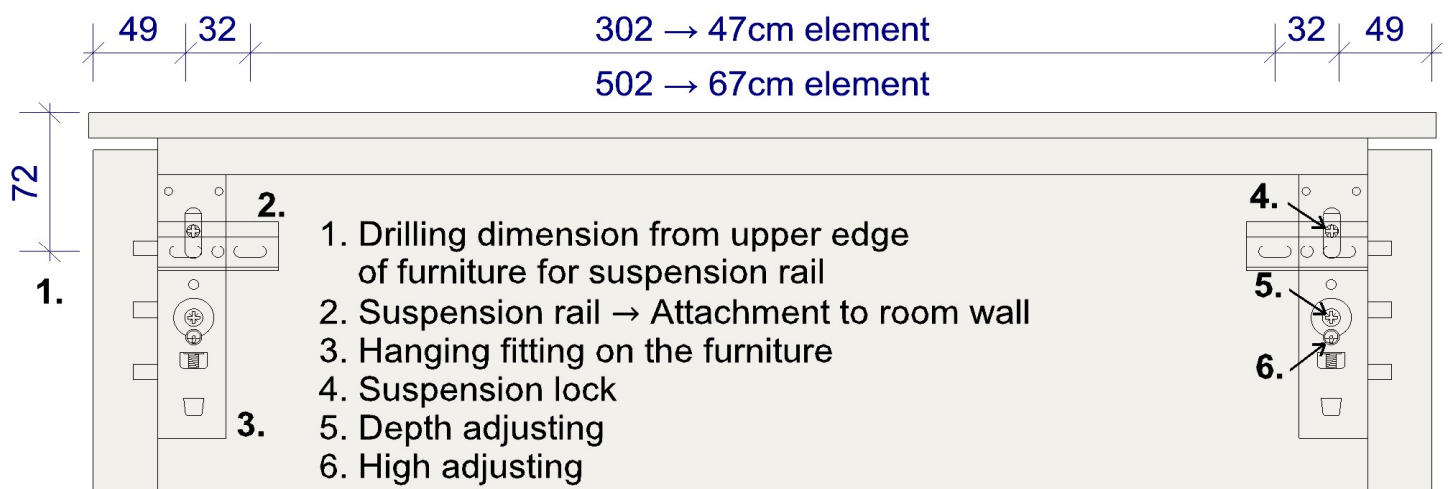 49 32 302 → 47cm element 32 49
502 → 67cm element
72
2.
4.
1. Drilling dimension from upper edge
of furniture for suspension rail
1.
5.
2. Suspension rail → Attachment to room wall
3. Hanging fitting on the furniture
6.
4. Suspension lock
3.
5. Depth adjusting
6. High adjusting